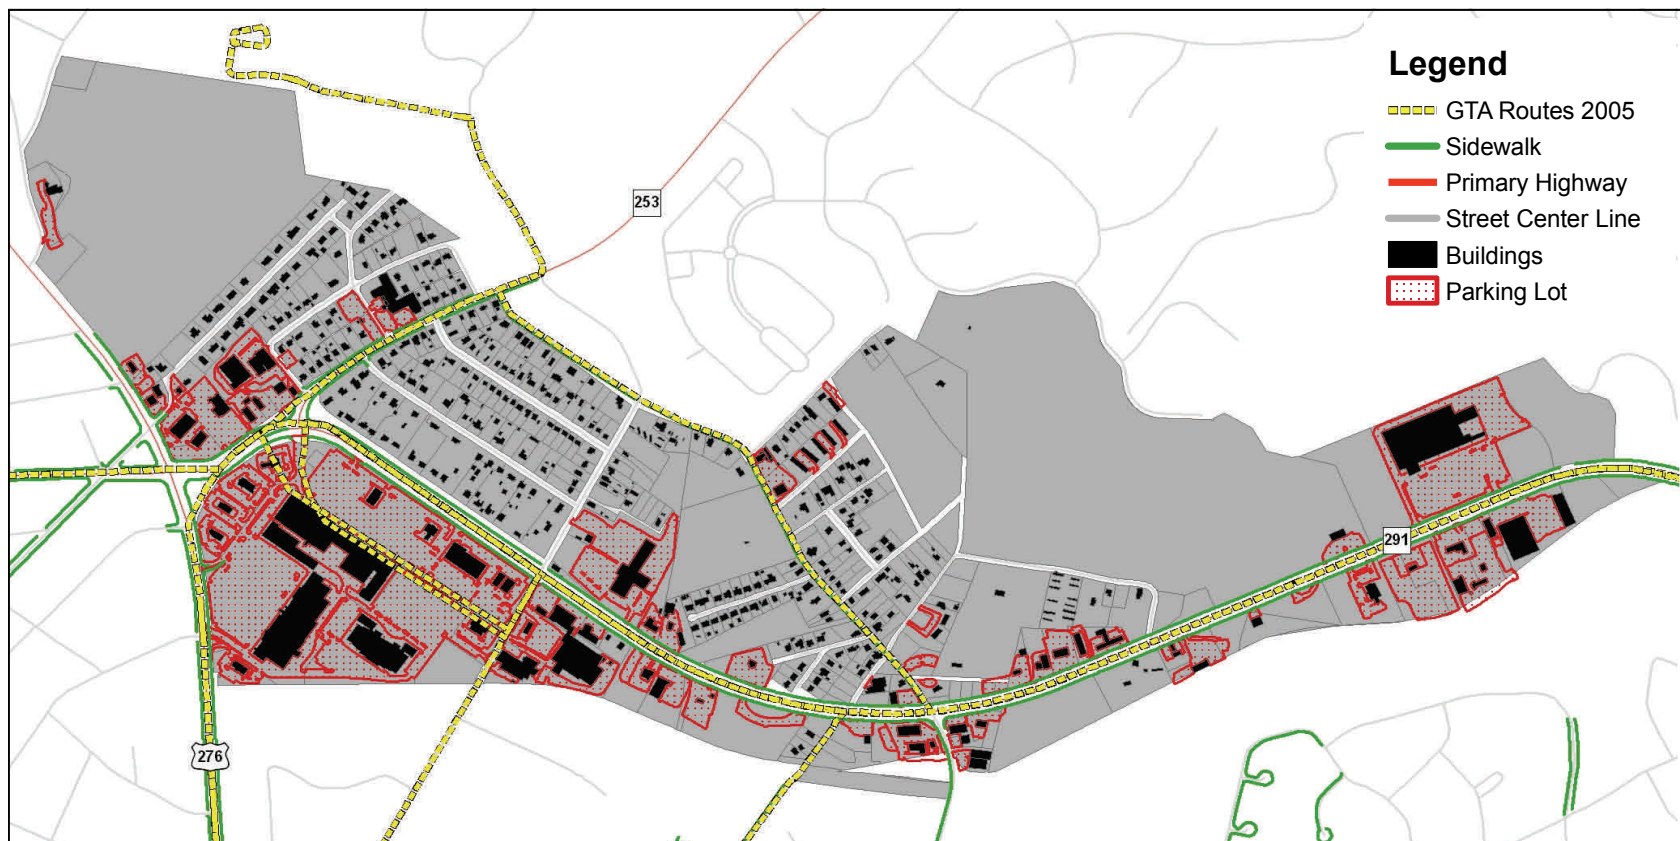 Legend
GTA Routes 2005
Sidewalk
Primary Highway
Street Center Line
Buildings
Parking Lot
253
291
276